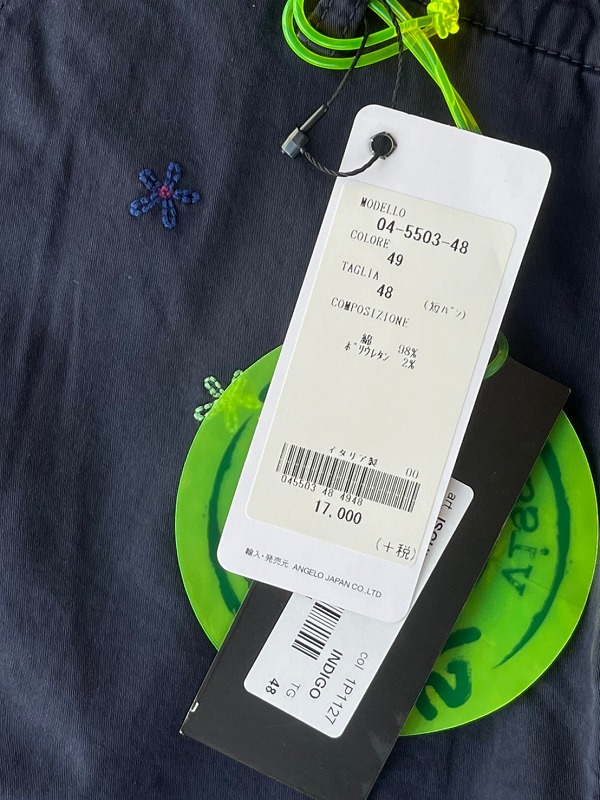 MODELLO
04-5503-48
COLORE
49
TAGLIA
48
(短パン)
COMPOSIZIONE
綿 98%
ポリウレタン 2%
イタリア製 00
045503 48 4948
17,000
(+税)
輸入・発売元 ANGELO JAPAN CO.,LTD
art.
col 1P1127
INDIGO
TG
48